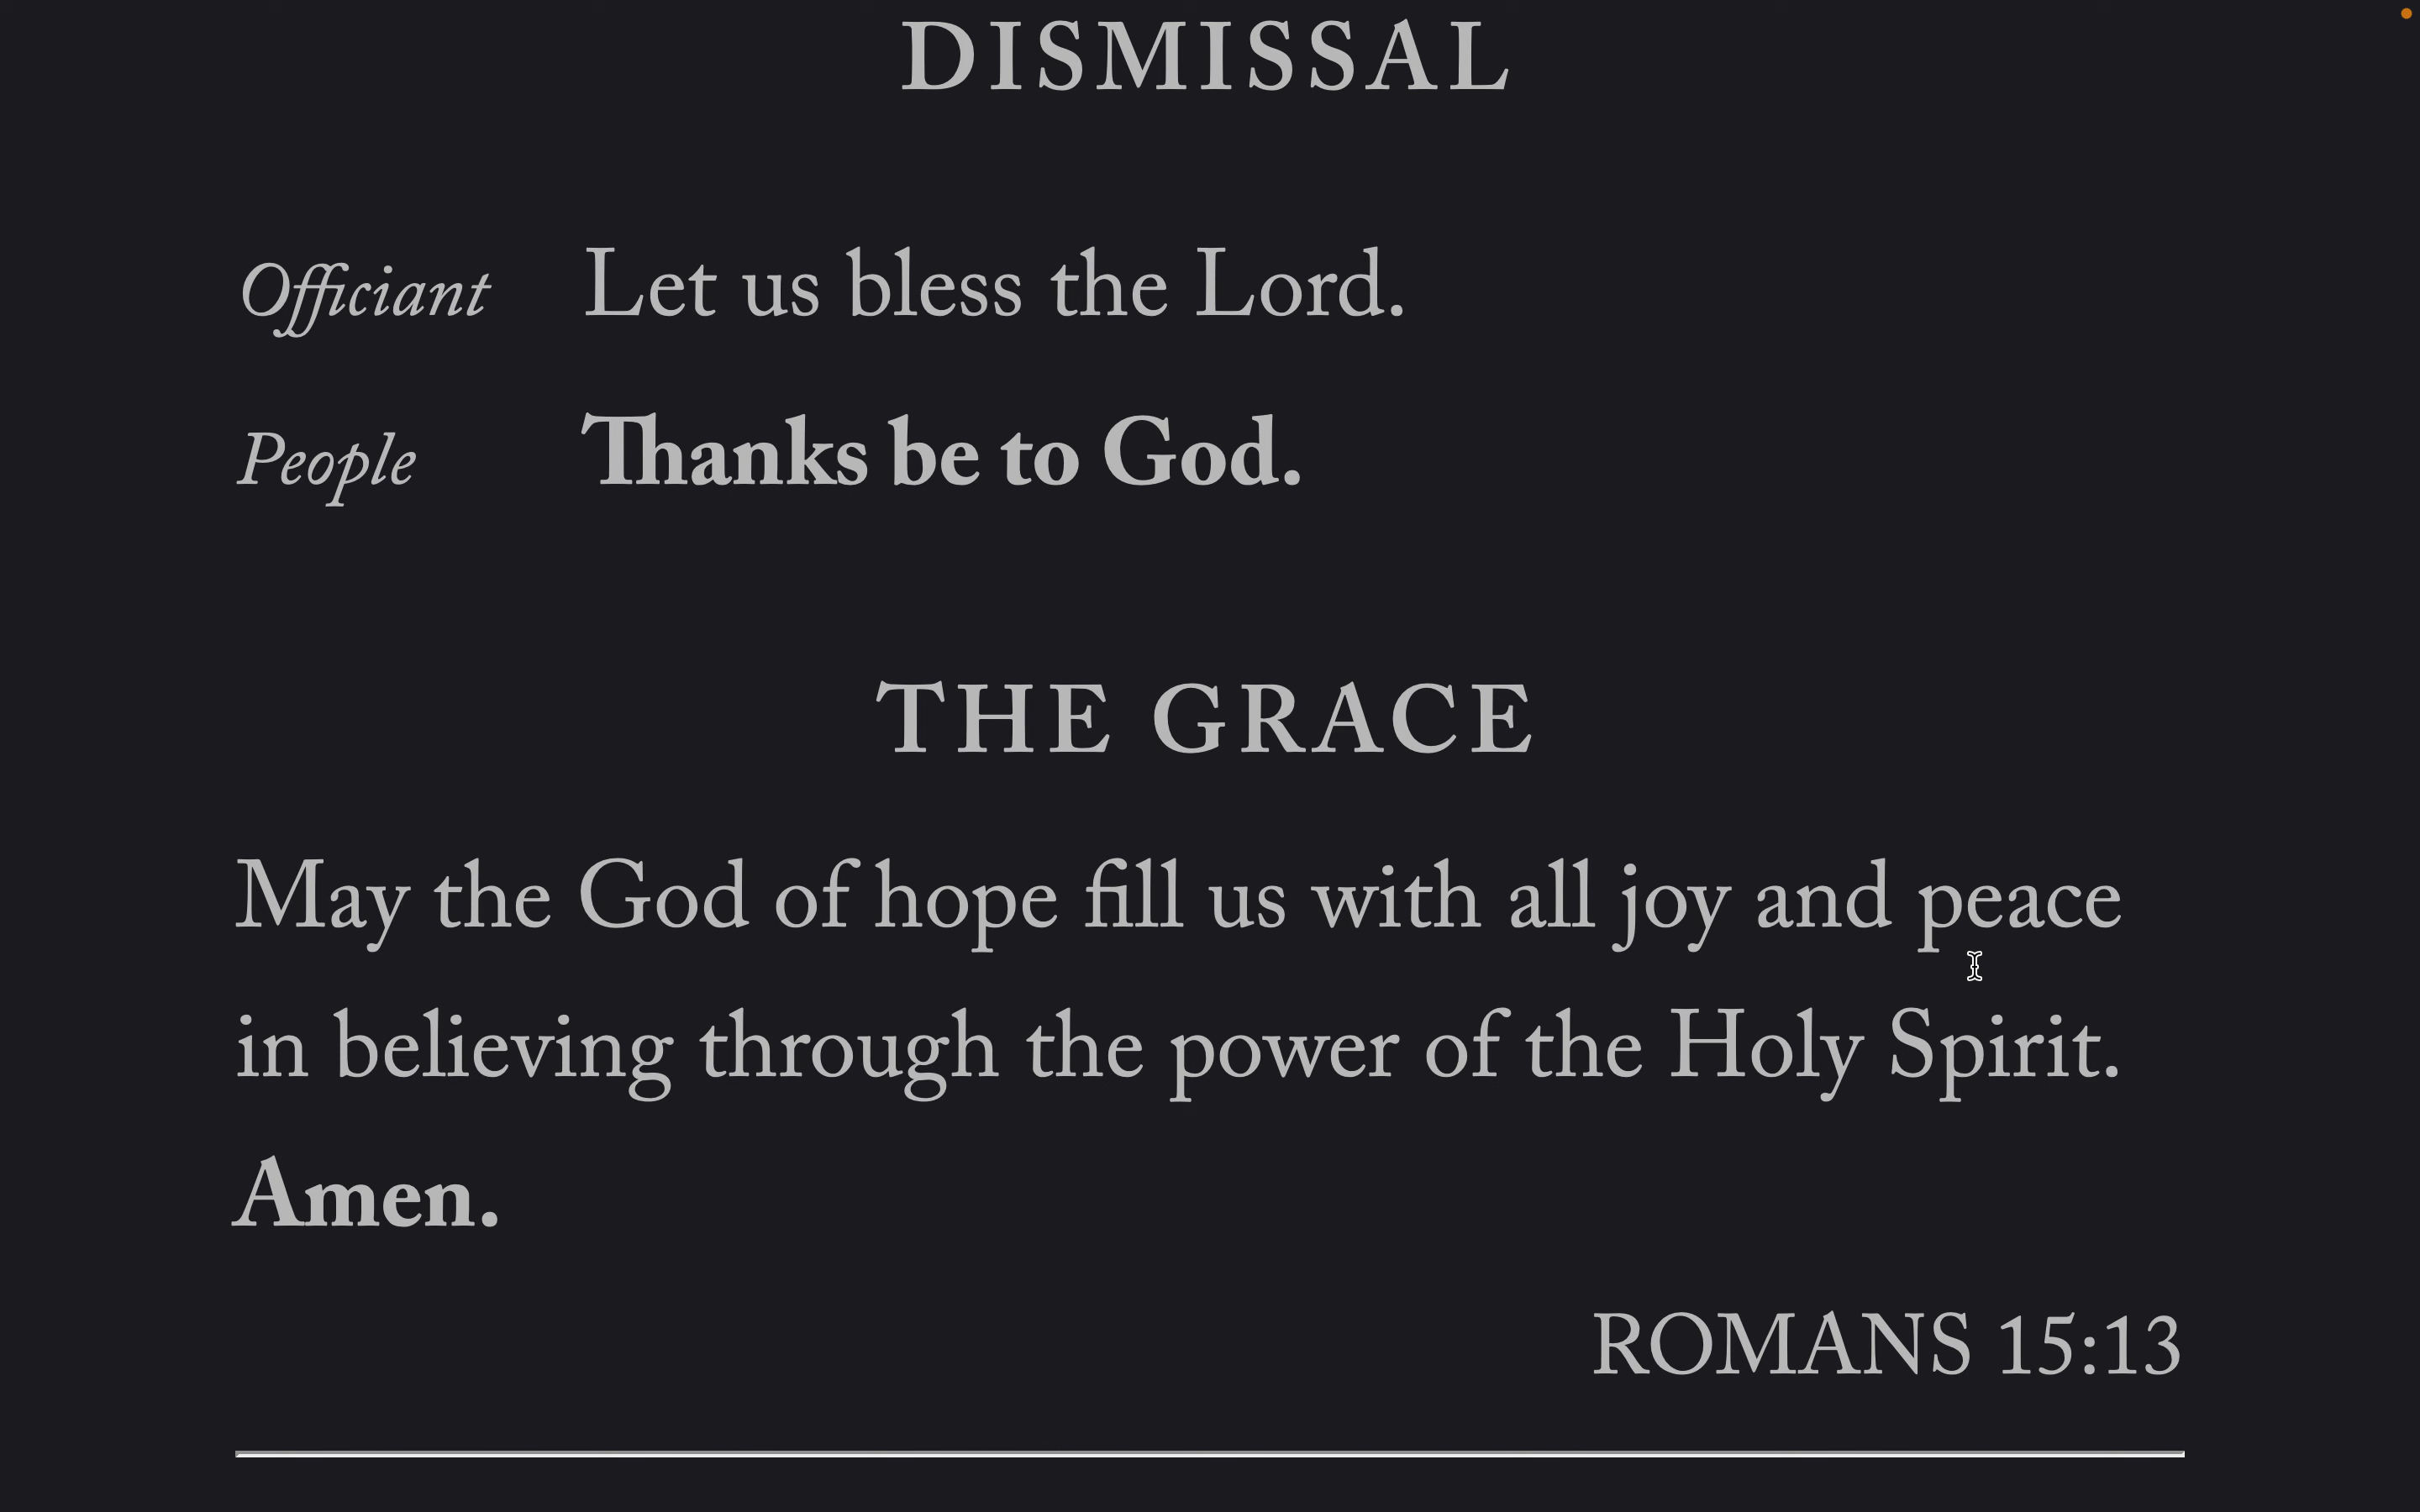 DISMISSAL
Officiant Let us bless the Lord.
People Thanks be to God.
THE GRACE
May the God of hope fill us with all joy and peace
in believing through the power of the Holy Spirit.
Amen.
ROMANS 15:13